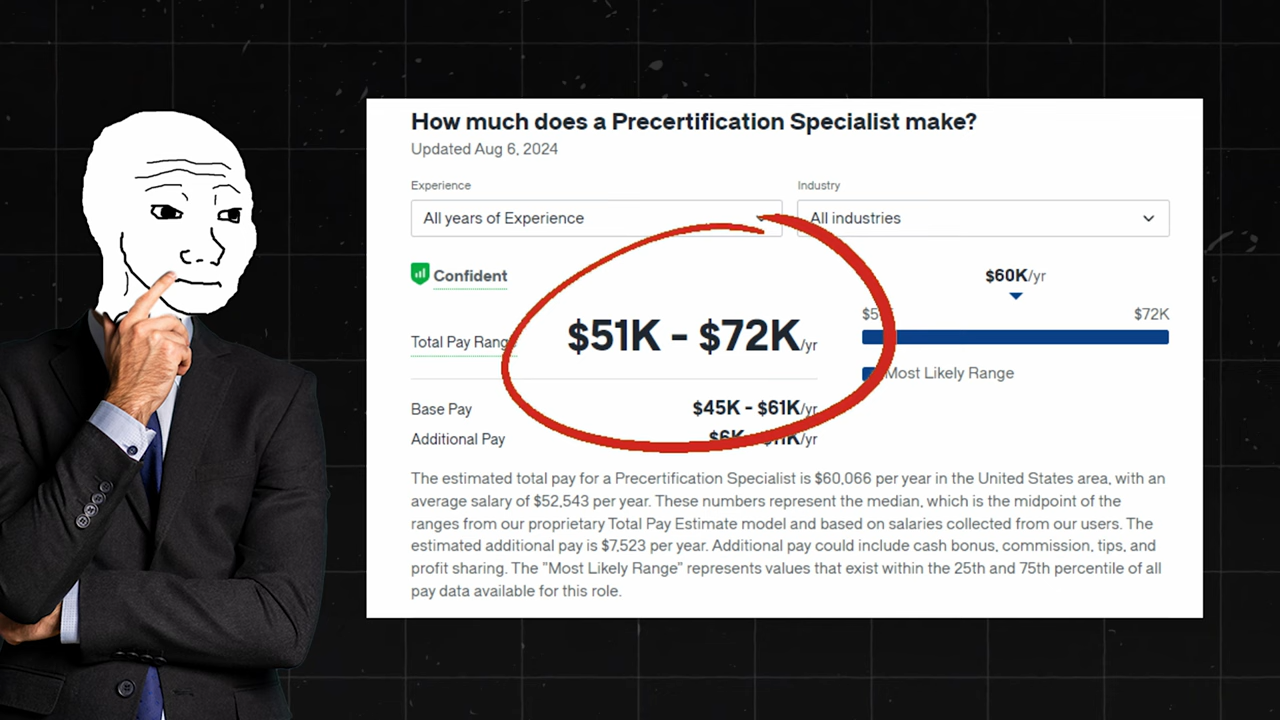 How much does a Precertification Specialist make?
Updated Aug 6, 2024
Experience
Industry
All years of Experience
All industries
Confident
$60K/yr
Total Pay Range
$51K - $72K/yr
$72K
Most Likely Range
Base Pay
$45K - $61K/yr
Additional Pay
$6K - $11K/yr
The estimated total pay for a Precertification Specialist is $60,066 per year in the United States area, with an
average salary of $52,543 per year. These numbers represent the median, which is the midpoint of the
ranges from our proprietary Total Pay Estimate model and based on salaries collected from our users. The
estimated additional pay is $7,523 per year. Additional pay could include cash bonus, commission, tips, and
profit sharing. The "Most Likely Range" represents values that exist within the 25th and 75th percentile of all
pay data available for this role.